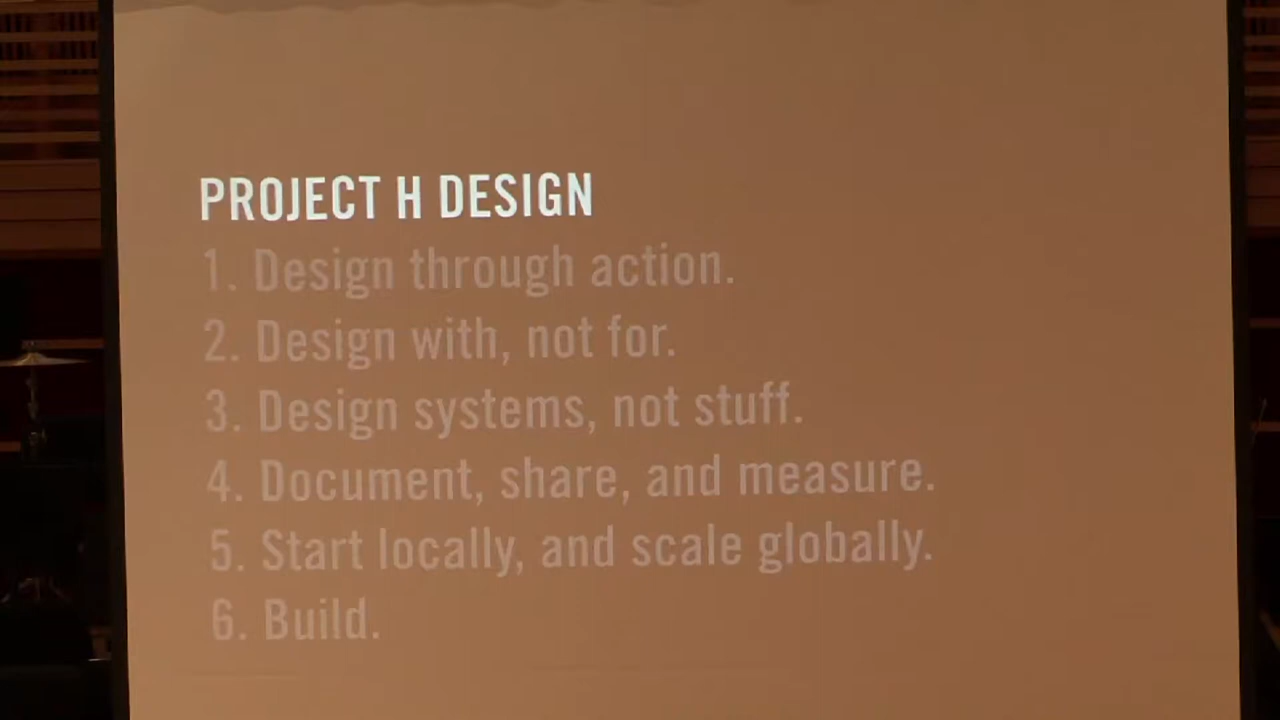 PROJECT H DESIGN
1. Design through action.
2. Design with, not for.
3. Design systems, not stuff.
4. Document, share, and measure.
5. Start locally, and scale globally.
6. Build.